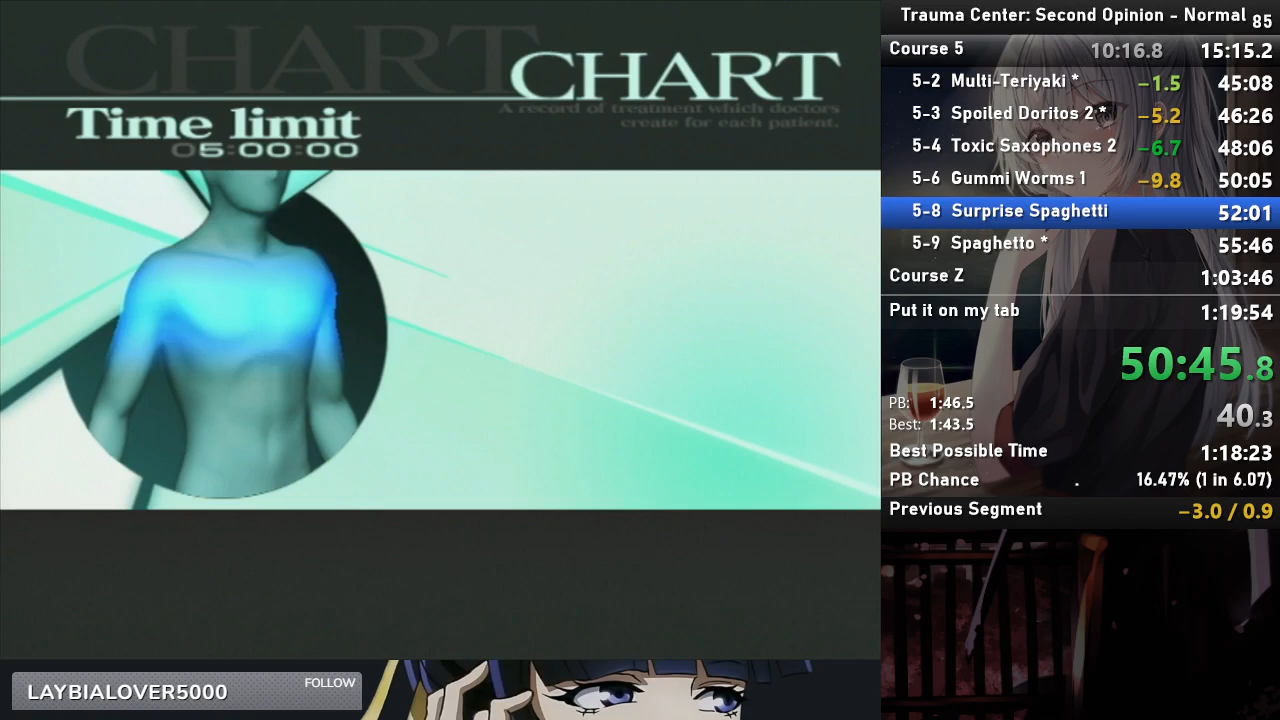 CHART
CHART
A record of treatment which doctors
create for each patient.
Time limit
05:00:00
Trauma Center: Second Opinion - Normal 85
Course 5 10:16.8 15:15.2
5-2 Multi-Teriyaki * −1.5 45:08
5-3 Spoiled Doritos 2 * −5.2 46:26
5-4 Toxic Saxophones 2 −6.7 48:06
5-6 Gummi Worms 1 −9.8 50:05
5-8 Surprise Spaghetti 52:01
5-9 Spaghetto * 55:46
Course Z 1:03:46
Put it on my tab 1:19:54
50:45.8
PB: 1:46.5
Best: 1:43.5
40.3
Best Possible Time 1:18:23
PB Chance . 16.47% (1 in 6.07)
Previous Segment −3.0 / 0.9
LAYBIALOVER5000
FOLLOW